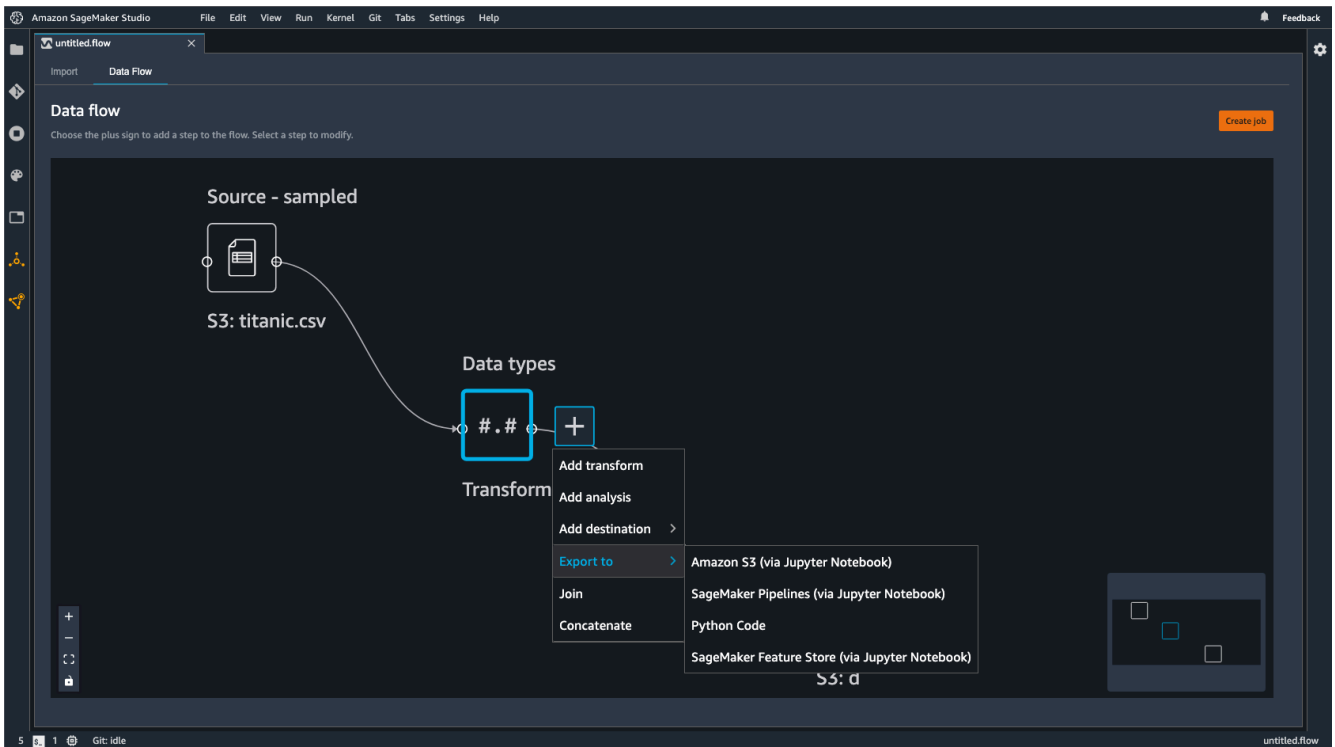 Amazon SageMaker Studio File Edit View Run Kernel Git Tabs Settings Help Feedback
untitled.flow
Import Data Flow
Data flow
Create job
Choose the plus sign to add a step to the flow. Select a step to modify.
Source - sampled
S3: titanic.csv
Data types
#.#
Transform
Add transform
Add analysis
Add destination
Export to
Join
Concatenate
Amazon S3 (via Jupyter Notebook)
SageMaker Pipelines (via Jupyter Notebook)
Python Code
SageMaker Feature Store (via Jupyter Notebook)
S3: d
5 1 Git: idle untitled.flow